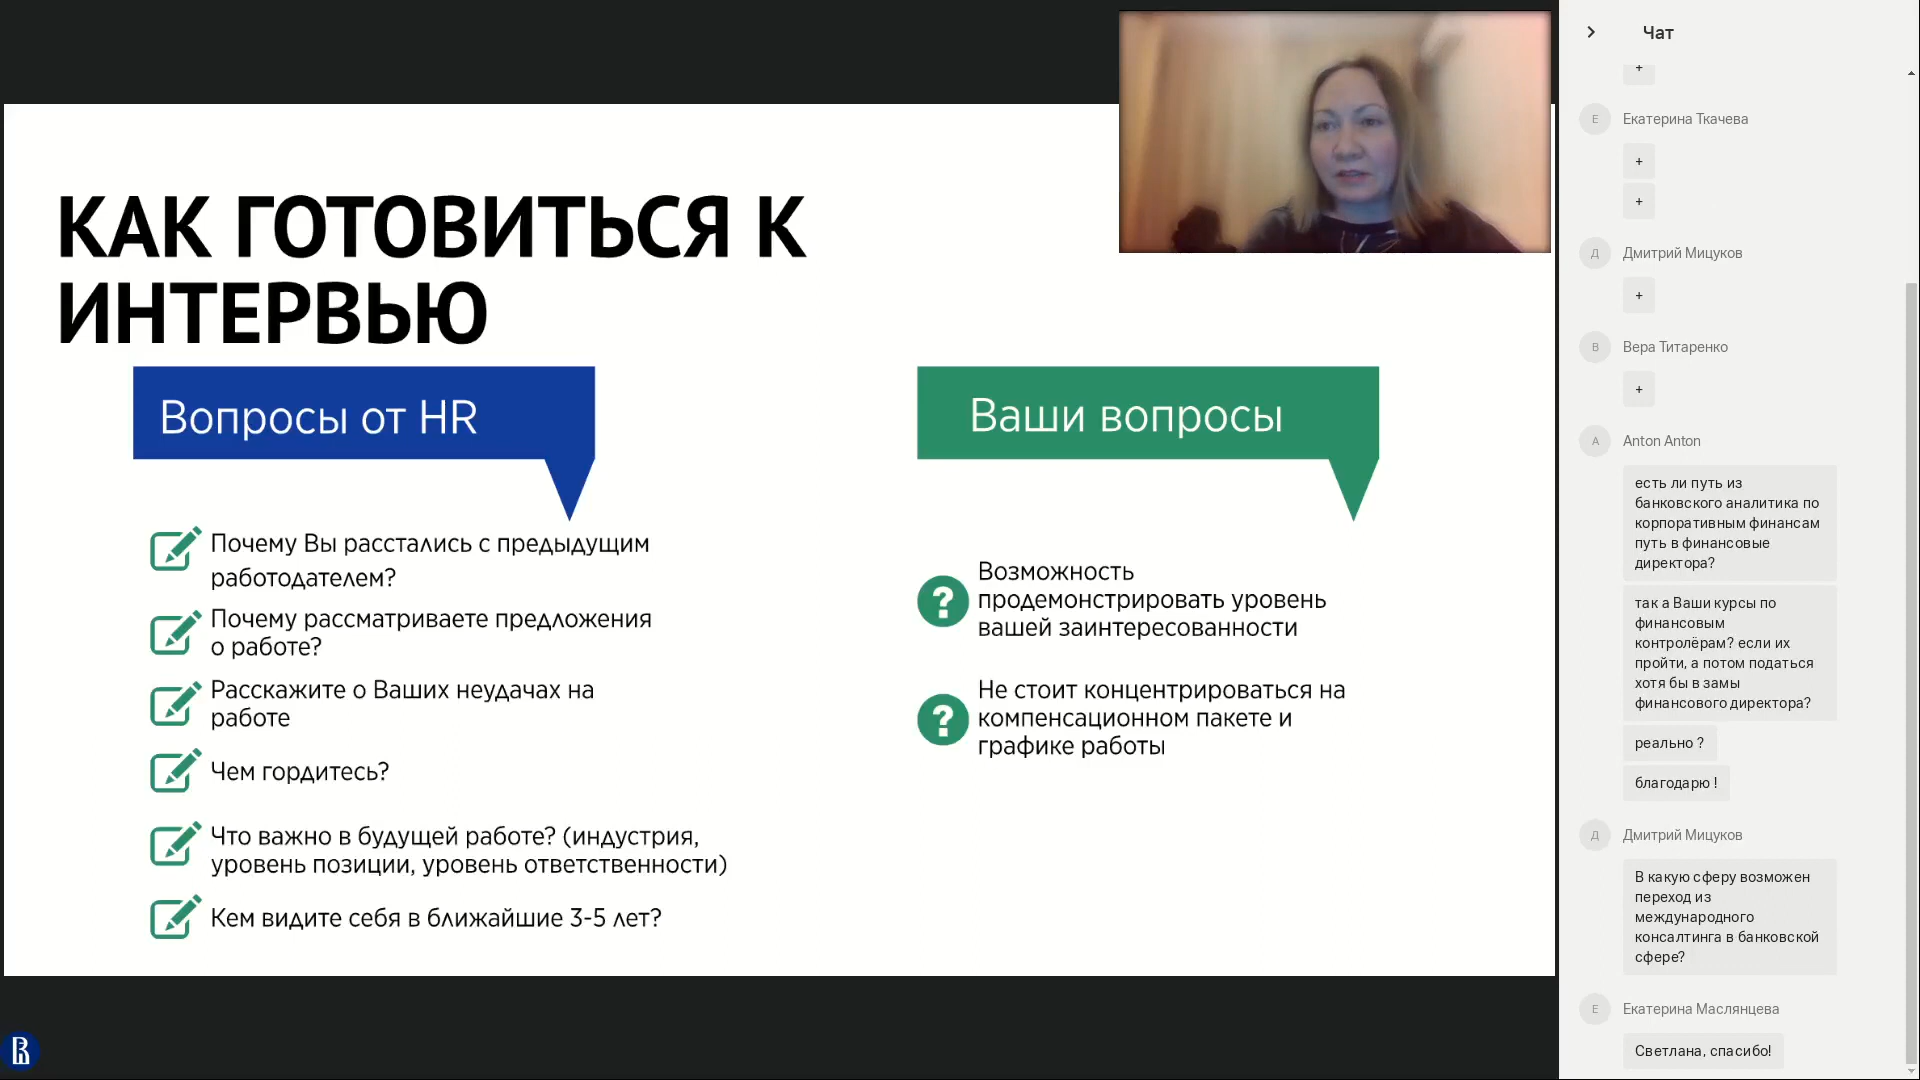 КАК ГОТОВИТЬСЯ К
ИНТЕРВЬЮ
Вопросы от HR
Почему Вы расстались с предыдущим
работодателем?
Почему рассматриваете предложения
о работе?
Расскажите о Ваших неудачах на
работе
Чем гордитесь?
Что важно в будущей работе? (индустрия,
уровень позиции, уровень ответственности)
Кем видите себя в ближайшие 3-5 лет?
Ваши вопросы
?
Возможность
продемонстрировать уровень
вашей заинтересованности
?
Не стоит концентрироваться на
компенсационном пакете и
графике работы
Чат
+
Е
Екатерина Ткачева
+
+
Д
Дмитрий Мицуков
+
В
Вера Титаренко
+
A
Anton Anton
есть ли путь из
банковского аналитика по
корпоративным финансам
путь в финансовые
директора?
так а Ваши курсы по
финансовым
контролёрам? если их
пройти, а потом податься
хотя бы в замы
финансового директора?
реально ?
благодарю !
Д
Дмитрий Мицуков
В какую сферу возможен
переход из
международного
консалтинга в банковской
сфере?
Е
Екатерина Маслянцева
Светлана, спасибо!